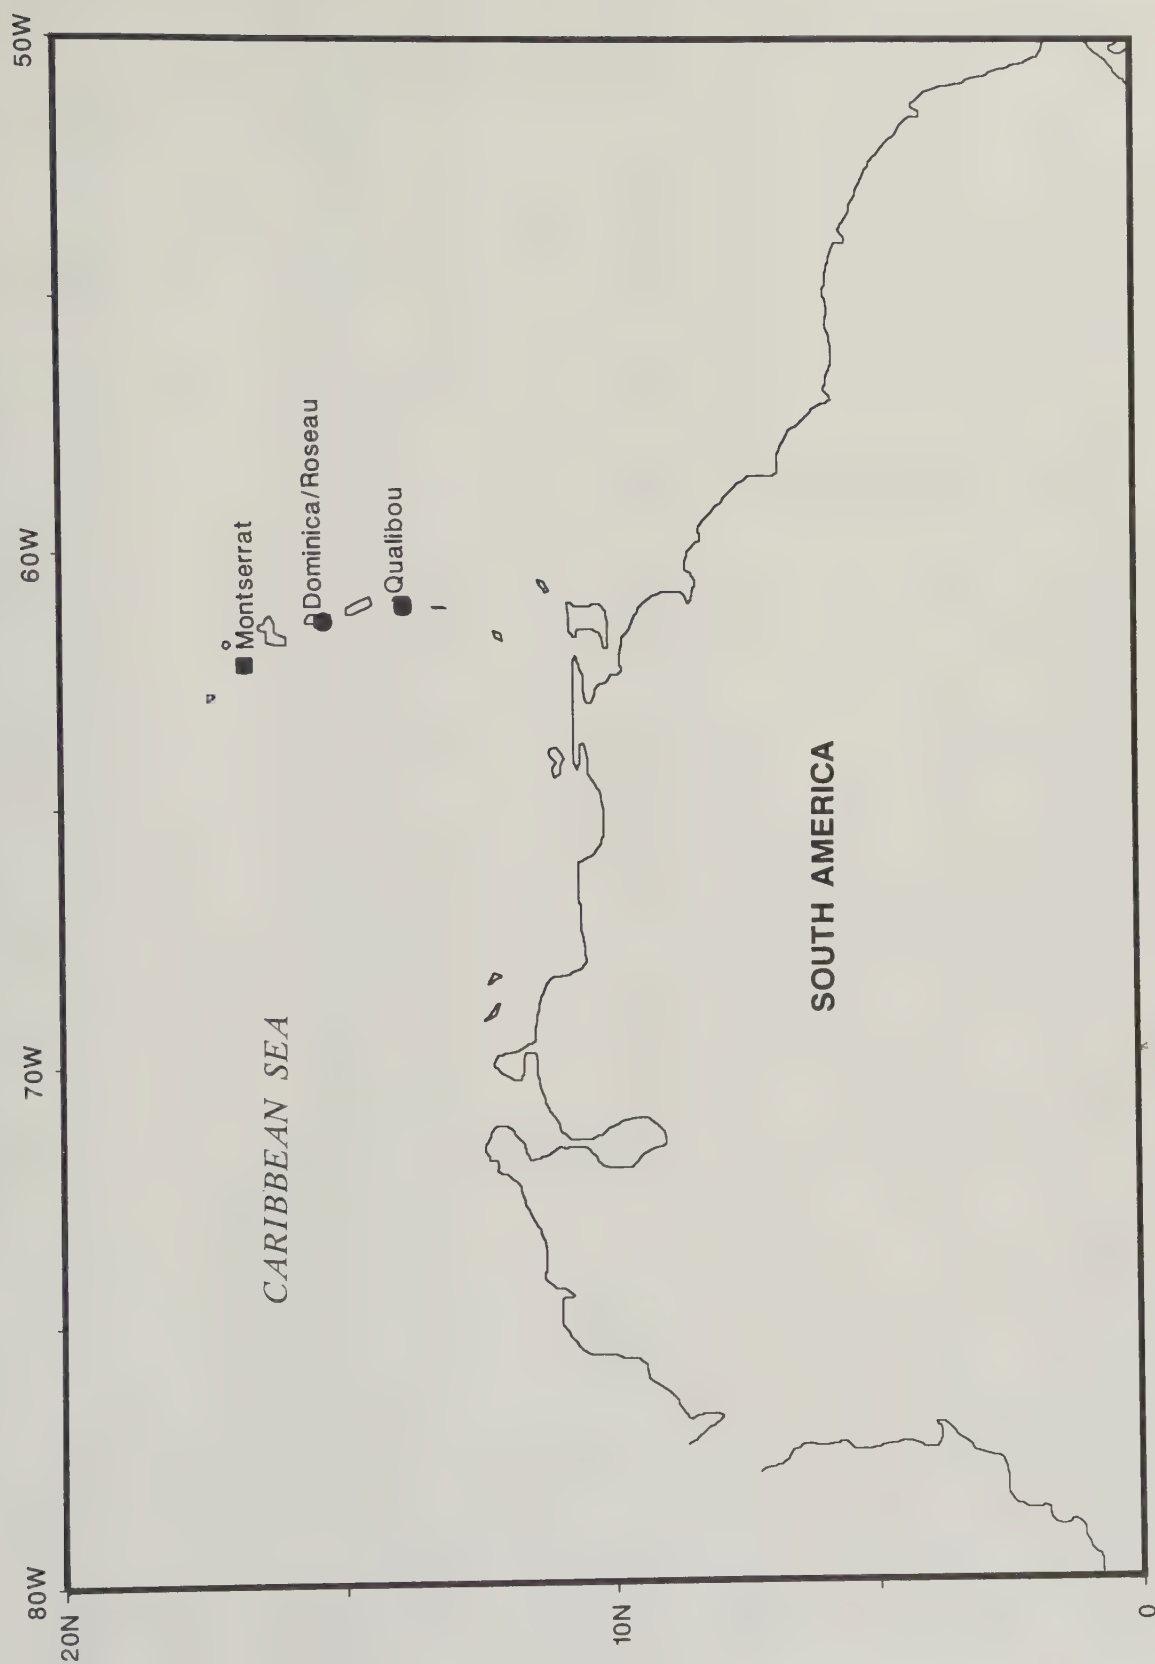 80W
70W
60W
50W
20N
10N
0
Montserrat
Dominica/Roseau
Qualibou
CARIBBEAN SEA
SOUTH AMERICA